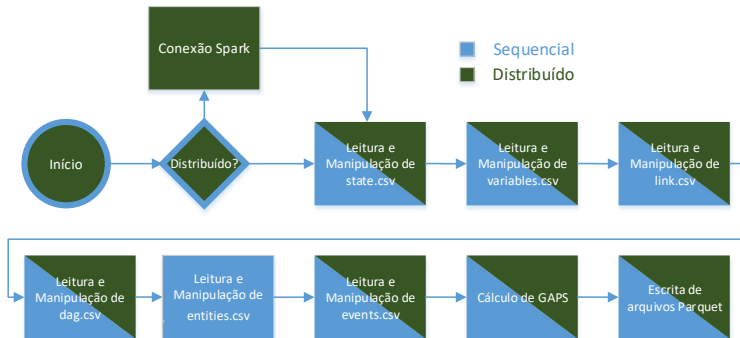 Conexão Spark
Sequencial
Distribuído
Início
Distribuído?
Leitura e
Manipulação de
state.csv
Leitura e
Manipulação de
variables.csv
Leitura e
Manipulação de
link.csv
Leitura e
Manipulação de
dag.csv
Leitura e
Manipulação de
entities.csv
Leitura e
Manipulação de
events.csv
Cálculo de GAPS
Escrita de
arquivos Parquet